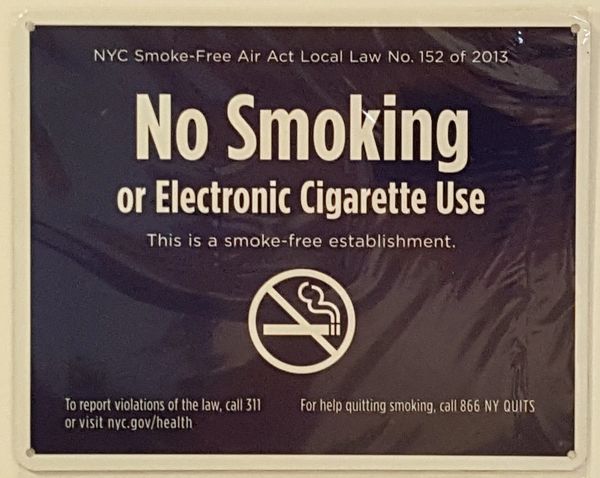 NYC Smoke-Free Air Act Local Law No. 152 of 2013
No Smoking
or Electronic Cigarette Use
This is a smoke-free establishment.
To report violations of the law, call 311
or visit nyc.gov/health
For help quitting smoking, call 866 NY QUITS